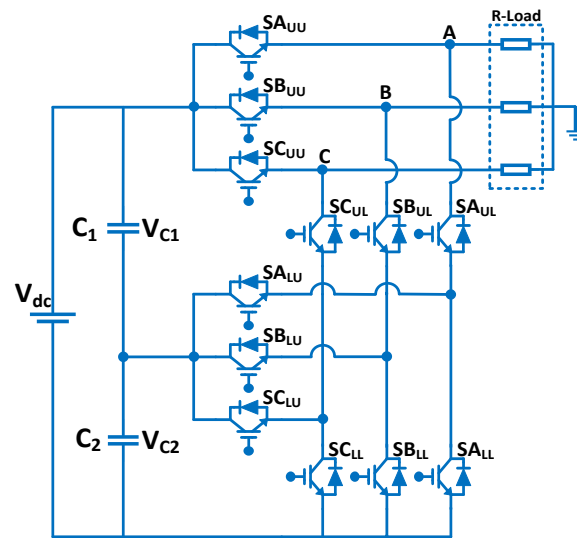 SA_UU
A
R-Load
SB_UU
B
SC_UU
C
SC_UL SB_UL SA_UL
C_1 V_C1
SA_LU
V_dc
SB_LU
SC_LU
C_2 V_C2
SC_LL SB_LL SA_LL